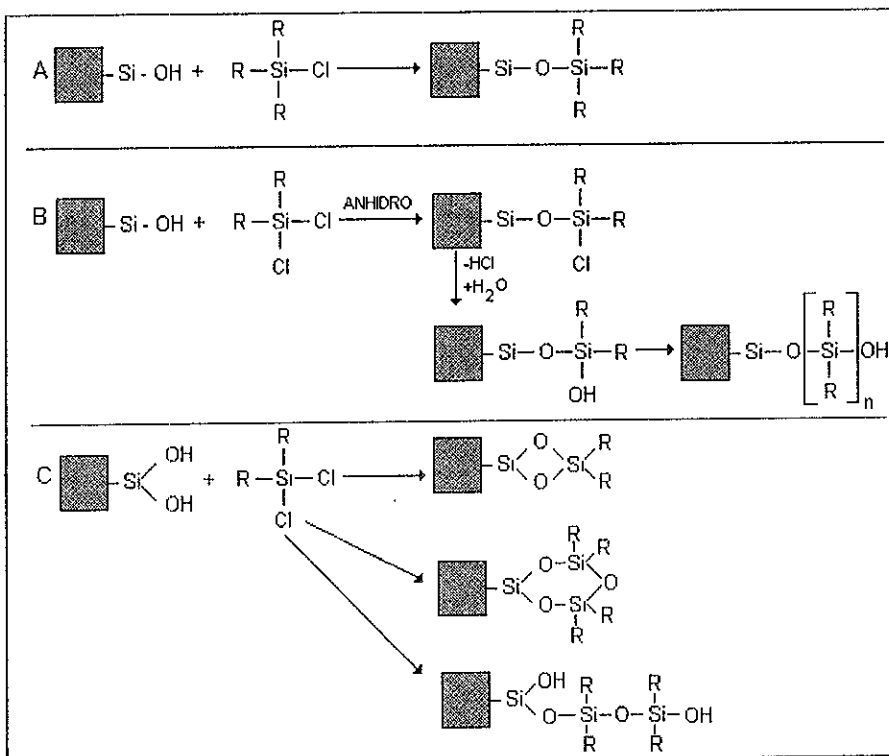 A
Si - OH +
R
R-Si-Cl
R
Si-O-Si-R
R
R
B
Si - OH +
R
R-Si-Cl
Cl
ANHIDRO
Si-O-Si-R
R
Cl
-HCl
+H2O
R
Si-O-Si-R
OH
R
Si-O-[Si]OH
R
n
C
Si
OH
OH
+
R
R-Si-Cl
Cl
Si
O
O
Si
R
R
R
R
O-Si
Si
O
O-Si
R
R
OH
Si
R
R
O-Si-O-Si-OH
R
R